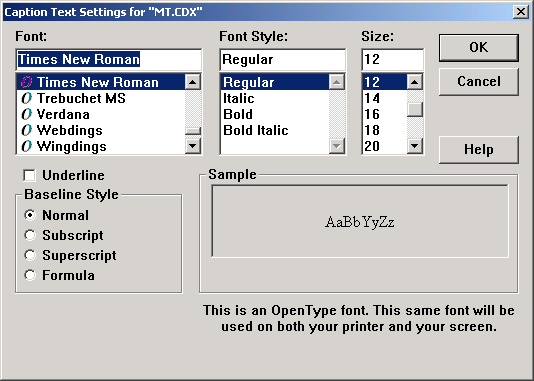 Caption Text Settings for "MT.CDX"
Font:
Font Style:
Size:
Times New Roman
Regular
12
OK
Times New Roman
Trebuchet MS
Verdana
Webdings
Wingdings
Regular
Italic
Bold
Bold Italic
12
14
16
18
20
Cancel
Help
Underline
Baseline Style
Normal
Subscript
Superscript
Formula
Sample
AaBbYyZz
This is an OpenType font. This same font will be
used on both your printer and your screen.